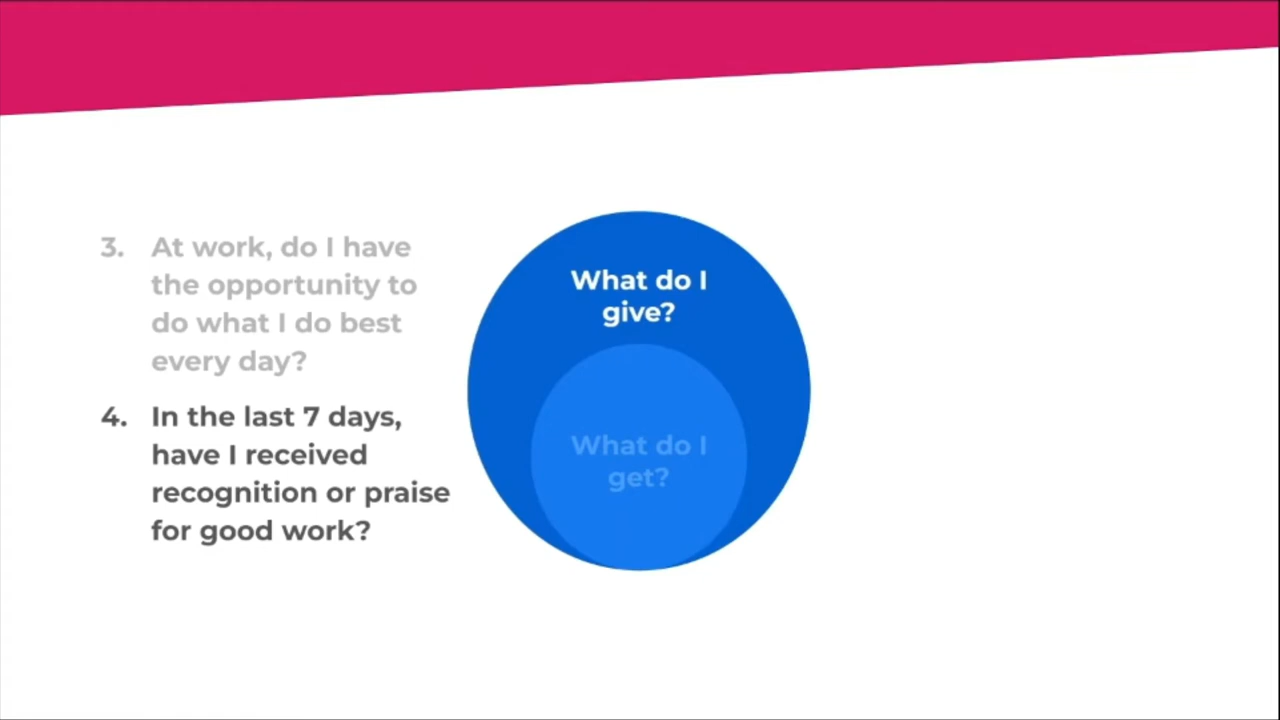 3. At work, do I have
the opportunity to
do what I do best
every day?
4. In the last 7 days,
have I received
recognition or praise
for good work?
What do I
give?
What do I
get?